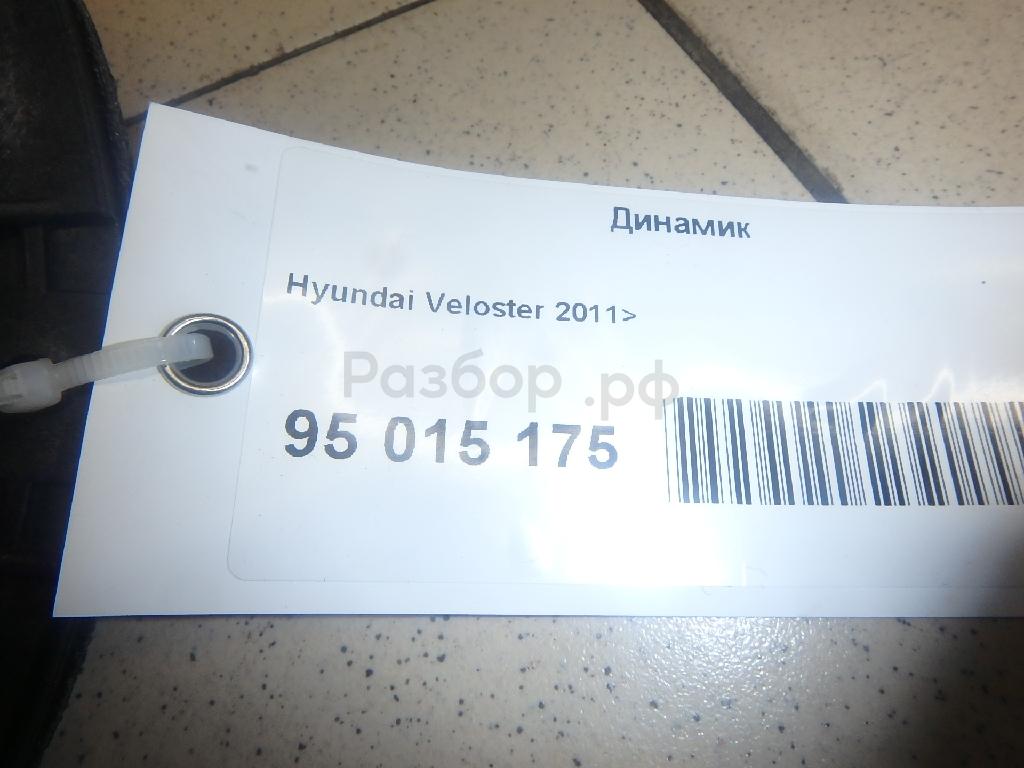 Динамик
Hyundai Veloster 2011>
Разбор.рф
95 015 175